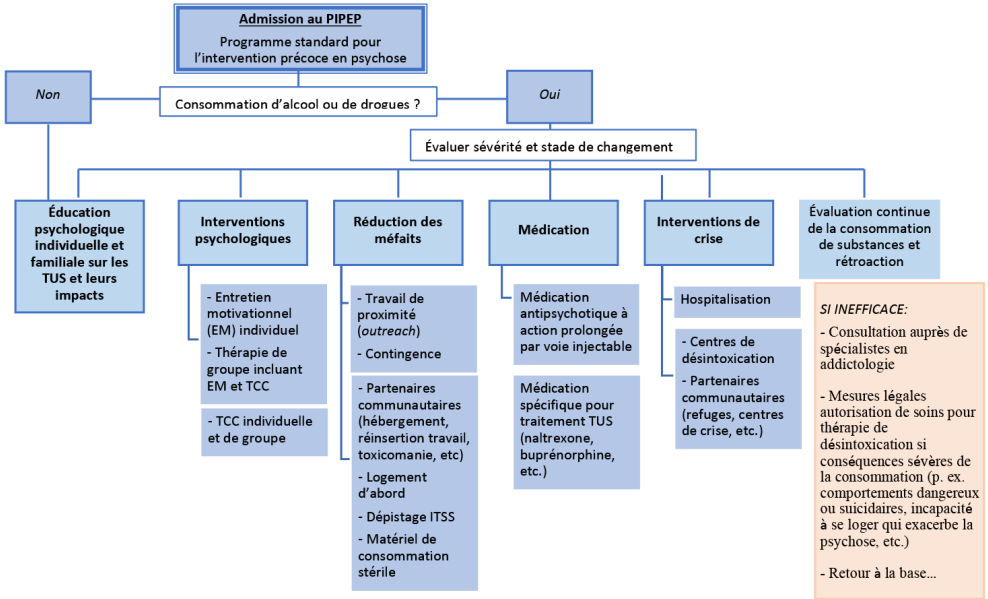 Admission au PIPEP
Programme standard pour
l’intervention précoce en psychose
Non
Consommation d’alcool ou de drogues ?
Oui
Évaluer sévérité et stade de changement
Éducation
psychologique
individuelle et
familiale sur les
TUS et leurs
impacts
Interventions
psychologiques
- Entretien
motivationnel
(EM) individuel
- Thérapie de
groupe incluant
EM et TCC
- TCC individuelle
et de groupe
Réduction des
méfaits
- Travail de
proximité
(outreach)
- Contingence
- Partenaires
communautaires
(hébergement,
réinsertion travail,
toxicomanie, etc)
- Logement
d’abord
- Dépistage ITSS
- Matériel de
consommation
stérile
Médication
Médication
antipsychotique à
action prolongée
par voie injectable
Médication
spécifique pour
traitement TUS
(naltrexone,
buprénorphine,
etc.)
Interventions de
crise
Hospitalisation
- Centres de
désintoxication
- Partenaires
communautaires
(refuges, centres
de crise, etc.)
Évaluation continue
de la consommation
de substances et
rétroaction
SI INEFFICACE:
- Consultation auprès de
spécialistes en
addictologie
- Mesures légales
autorisation de soins pour
thérapie de
désintoxication si
conséquences sévères de
la consommation (p. ex.
comportements dangereux
ou suicidaires, incapacité
à se loger qui exacerbe la
psychose, etc.)
- Retour à la base...